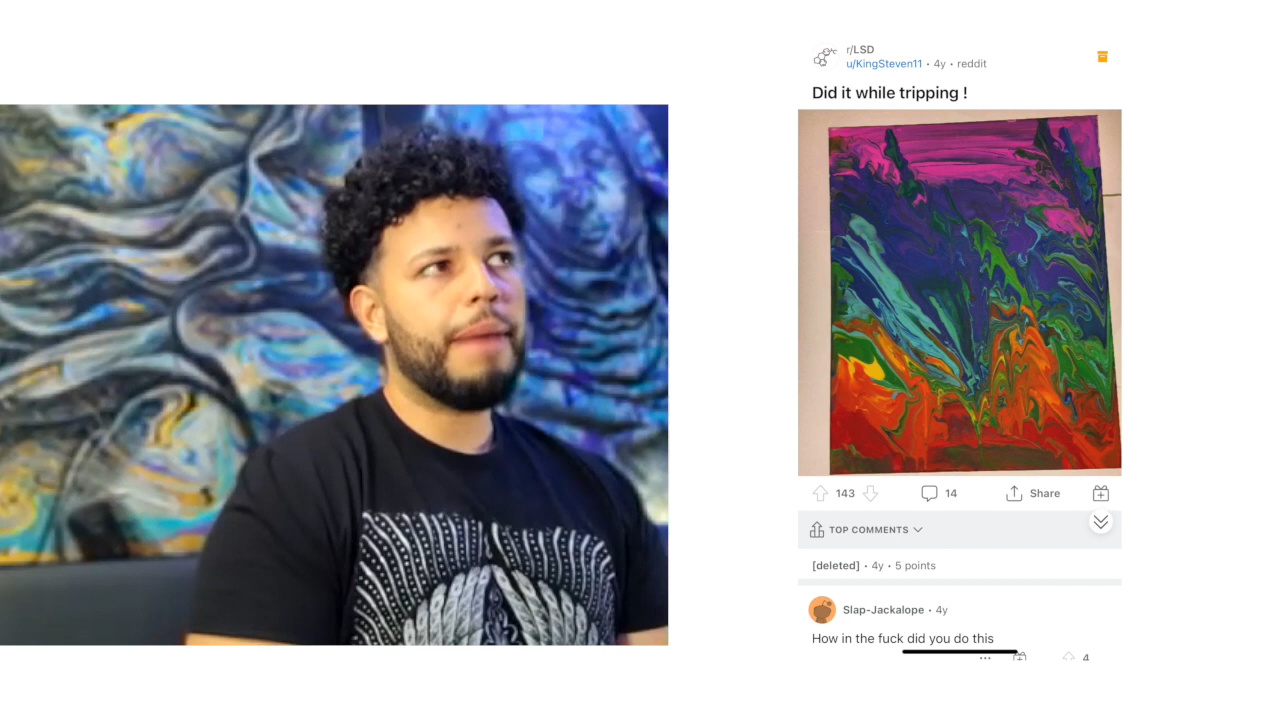 r/LSD
u/KingSteven11 • 4y • reddit
Did it while tripping !
143
14
Share
TOP COMMENTS
[deleted] • 4y • 5 points
Slap-Jackalope • 4y
How in the fuck did you do this
4